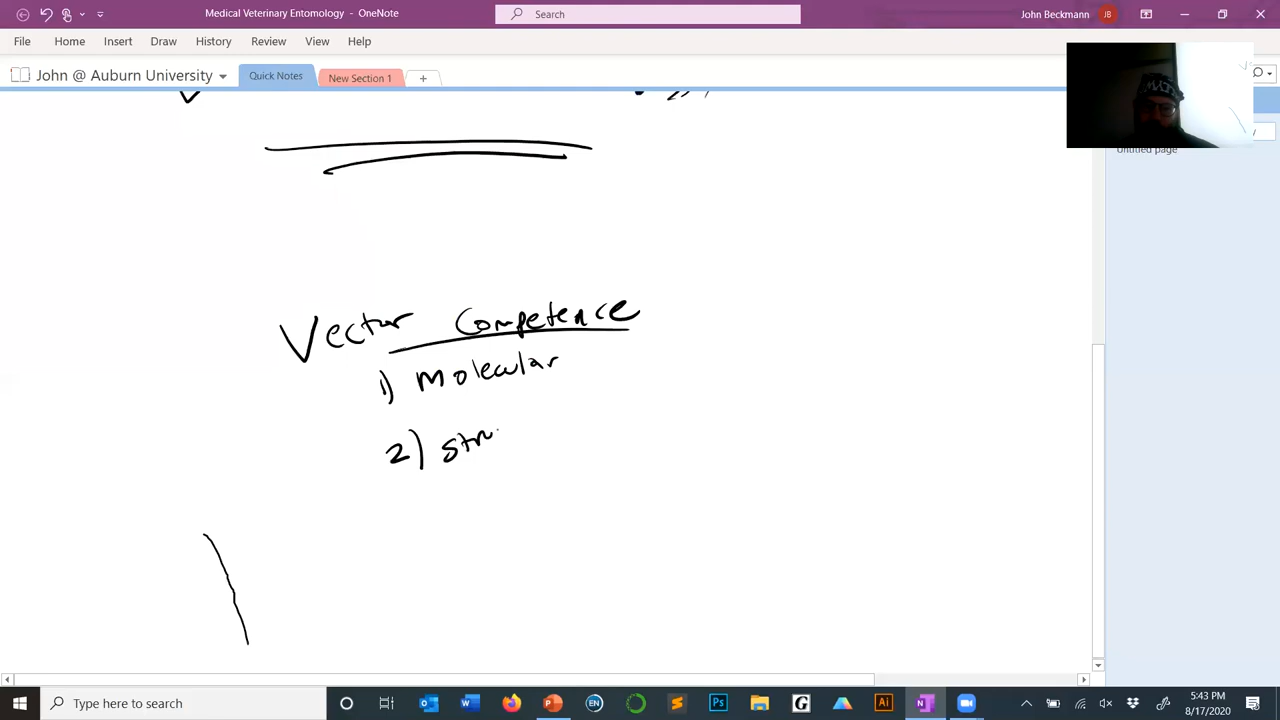 Medical Veterinary Entomology - OneNote
Search
John Beckmann JB
File Home Insert Draw History Review View Help
John @ Auburn University Quick Notes New Section 1 +
Untitled page
Vector Competence
1) Molecular
2) str
Type here to search
5:43 PM
8/17/2020